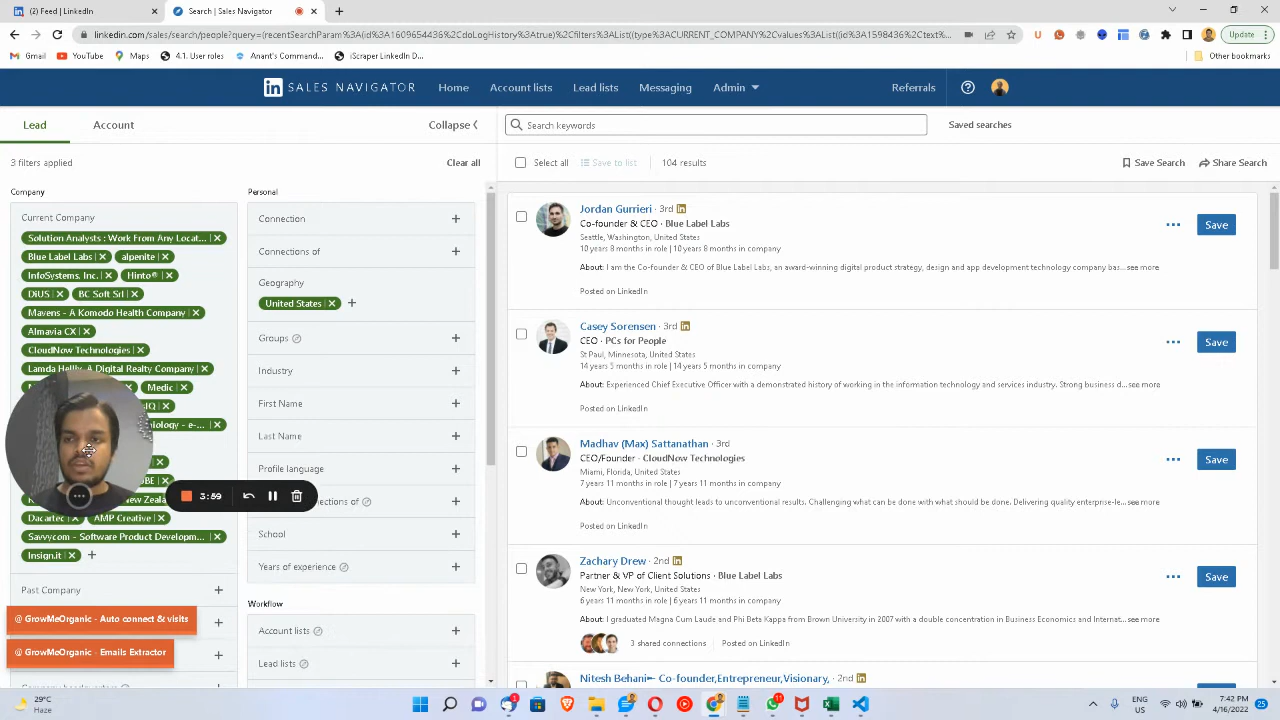 (2) Feed | LinkedIn
Search | Sales Navigator
linkedin.com/sales/search/people?query=(recentSearchParam%3A(id%3A1609654436%2CdoLogHistory%3Atrue)%2Cfilters%3AList((type%3ACURRENT_COMPANY%2Cvalues%3AList((id%3A1598436%2Ctext...
Update
Gmail
YouTube
Maps
4.1. User roles
Anant's Command...
iScraper LinkedIn D...
Other bookmarks
in SALES NAVIGATOR
Home
Account lists
Lead lists
Messaging
Admin
Referrals
Lead
Account
Collapse
Search keywords
Saved searches
3 filters applied
Clear all
Select all
Save to list
104 results
Save Search
Share Search
Company
Current Company
Solution Analysts : Work From Any Locat...
Blue Label Labs
alpenite
InfoSystems, Inc.
Hinto®
DiUS
BC Soft Srl
Mavens - A Komodo Health Company
Almavia CX
CloudNow Technologies
Lamda Hellix, A Digital Realty Company
Medic
Dacartec
AMP Creative
Savvycom - Software Product Developm...
Insign.it
Past Company
@ GrowMeOrganic - Auto connect & visits
@ GrowMeOrganic - Emails Extractor
Company headquarters
3:59
Personal
Connection
Connections of
Geography
United States
Groups
Industry
First Name
Last Name
Profile language
School
Years of experience
Workflow
Account lists
Lead lists
Jordan Gurrieri · 3rd
Co-founder & CEO · Blue Label Labs
Seattle, Washington, United States
10 years 8 months in role | 10 years 8 months in company
About: I am the Co-founder & CEO of Blue Label Labs, an award-winning digital product strategy, design and app development technology company bas...see more
Posted on LinkedIn
Save
Casey Sorensen · 3rd
CEO · PCs for People
St Paul, Minnesota, United States
14 years 5 months in role | 14 years 5 months in company
About: Experienced Chief Executive Officer with a demonstrated history of working in the information technology and services industry. Strong business d...see more
Posted on LinkedIn
Save
Madhav (Max) Sattanathan · 3rd
CEO/Founder · CloudNow Technologies
Miami, Florida, United States
7 years 11 months in role | 7 years 11 months in company
About: Unconventional thought leads to unconventional results. Challenging what can be done with what should be done. Delivering quality enterprise-le...see more
Posted on LinkedIn
Save
Zachary Drew · 2nd
Partner & VP of Client Solutions · Blue Label Labs
New York, New York, United States
6 years 11 months in role | 6 years 11 months in company
About: I graduated Magna Cum Laude and Phi Beta Kappa from Brown University in 2007 with a double concentration in Business Economics and Internat...see more
3 shared connections
Posted on LinkedIn
Save
Nitesh Behani- Co-founder,Entrepreneur,Visionary, · 2nd
29°C
Haze
ENG
US
7:42 PM
4/16/2022
25